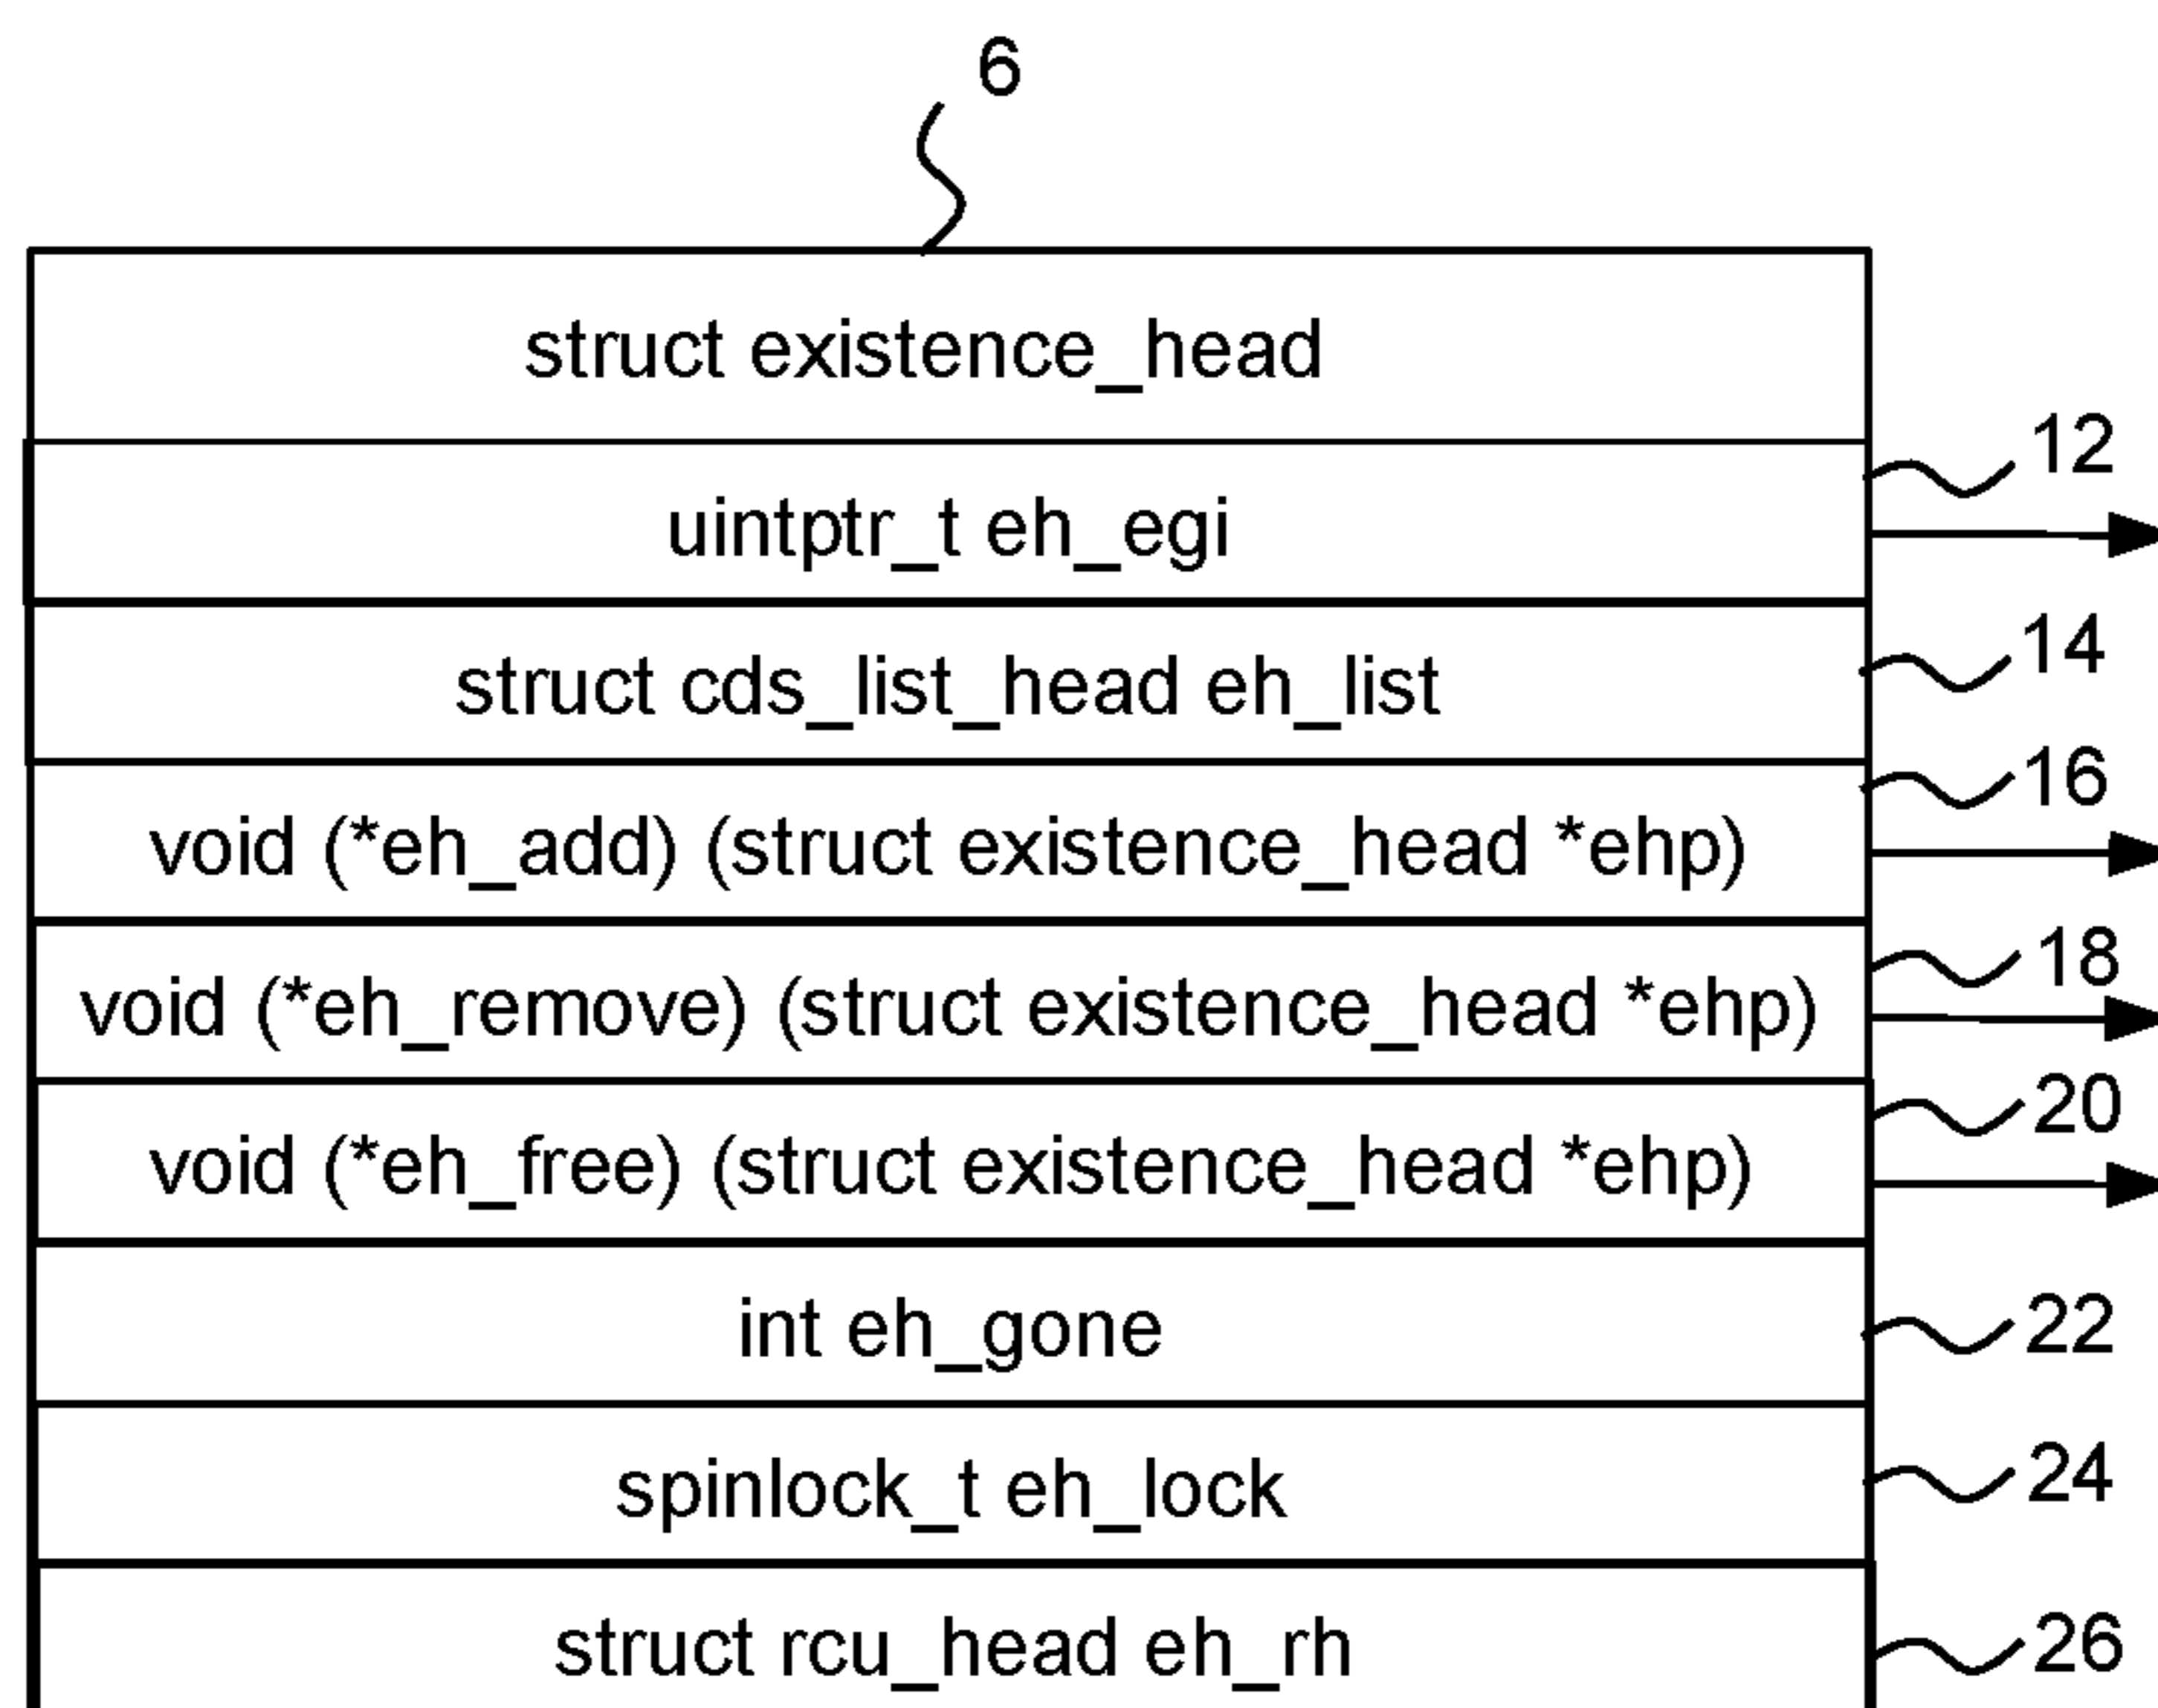 6
struct existence_head
12
uintptr_t eh_egi
14
struct cds_list_head eh_list
16
void (*eh_add) (struct existence_head *ehp)
18
void (*eh_remove) (struct existence_head *ehp)
20
void (*eh_free) (struct existence_head *ehp)
int eh_gone
22
spinlock_t eh_lock
24
struct rcu_head eh_rh
26